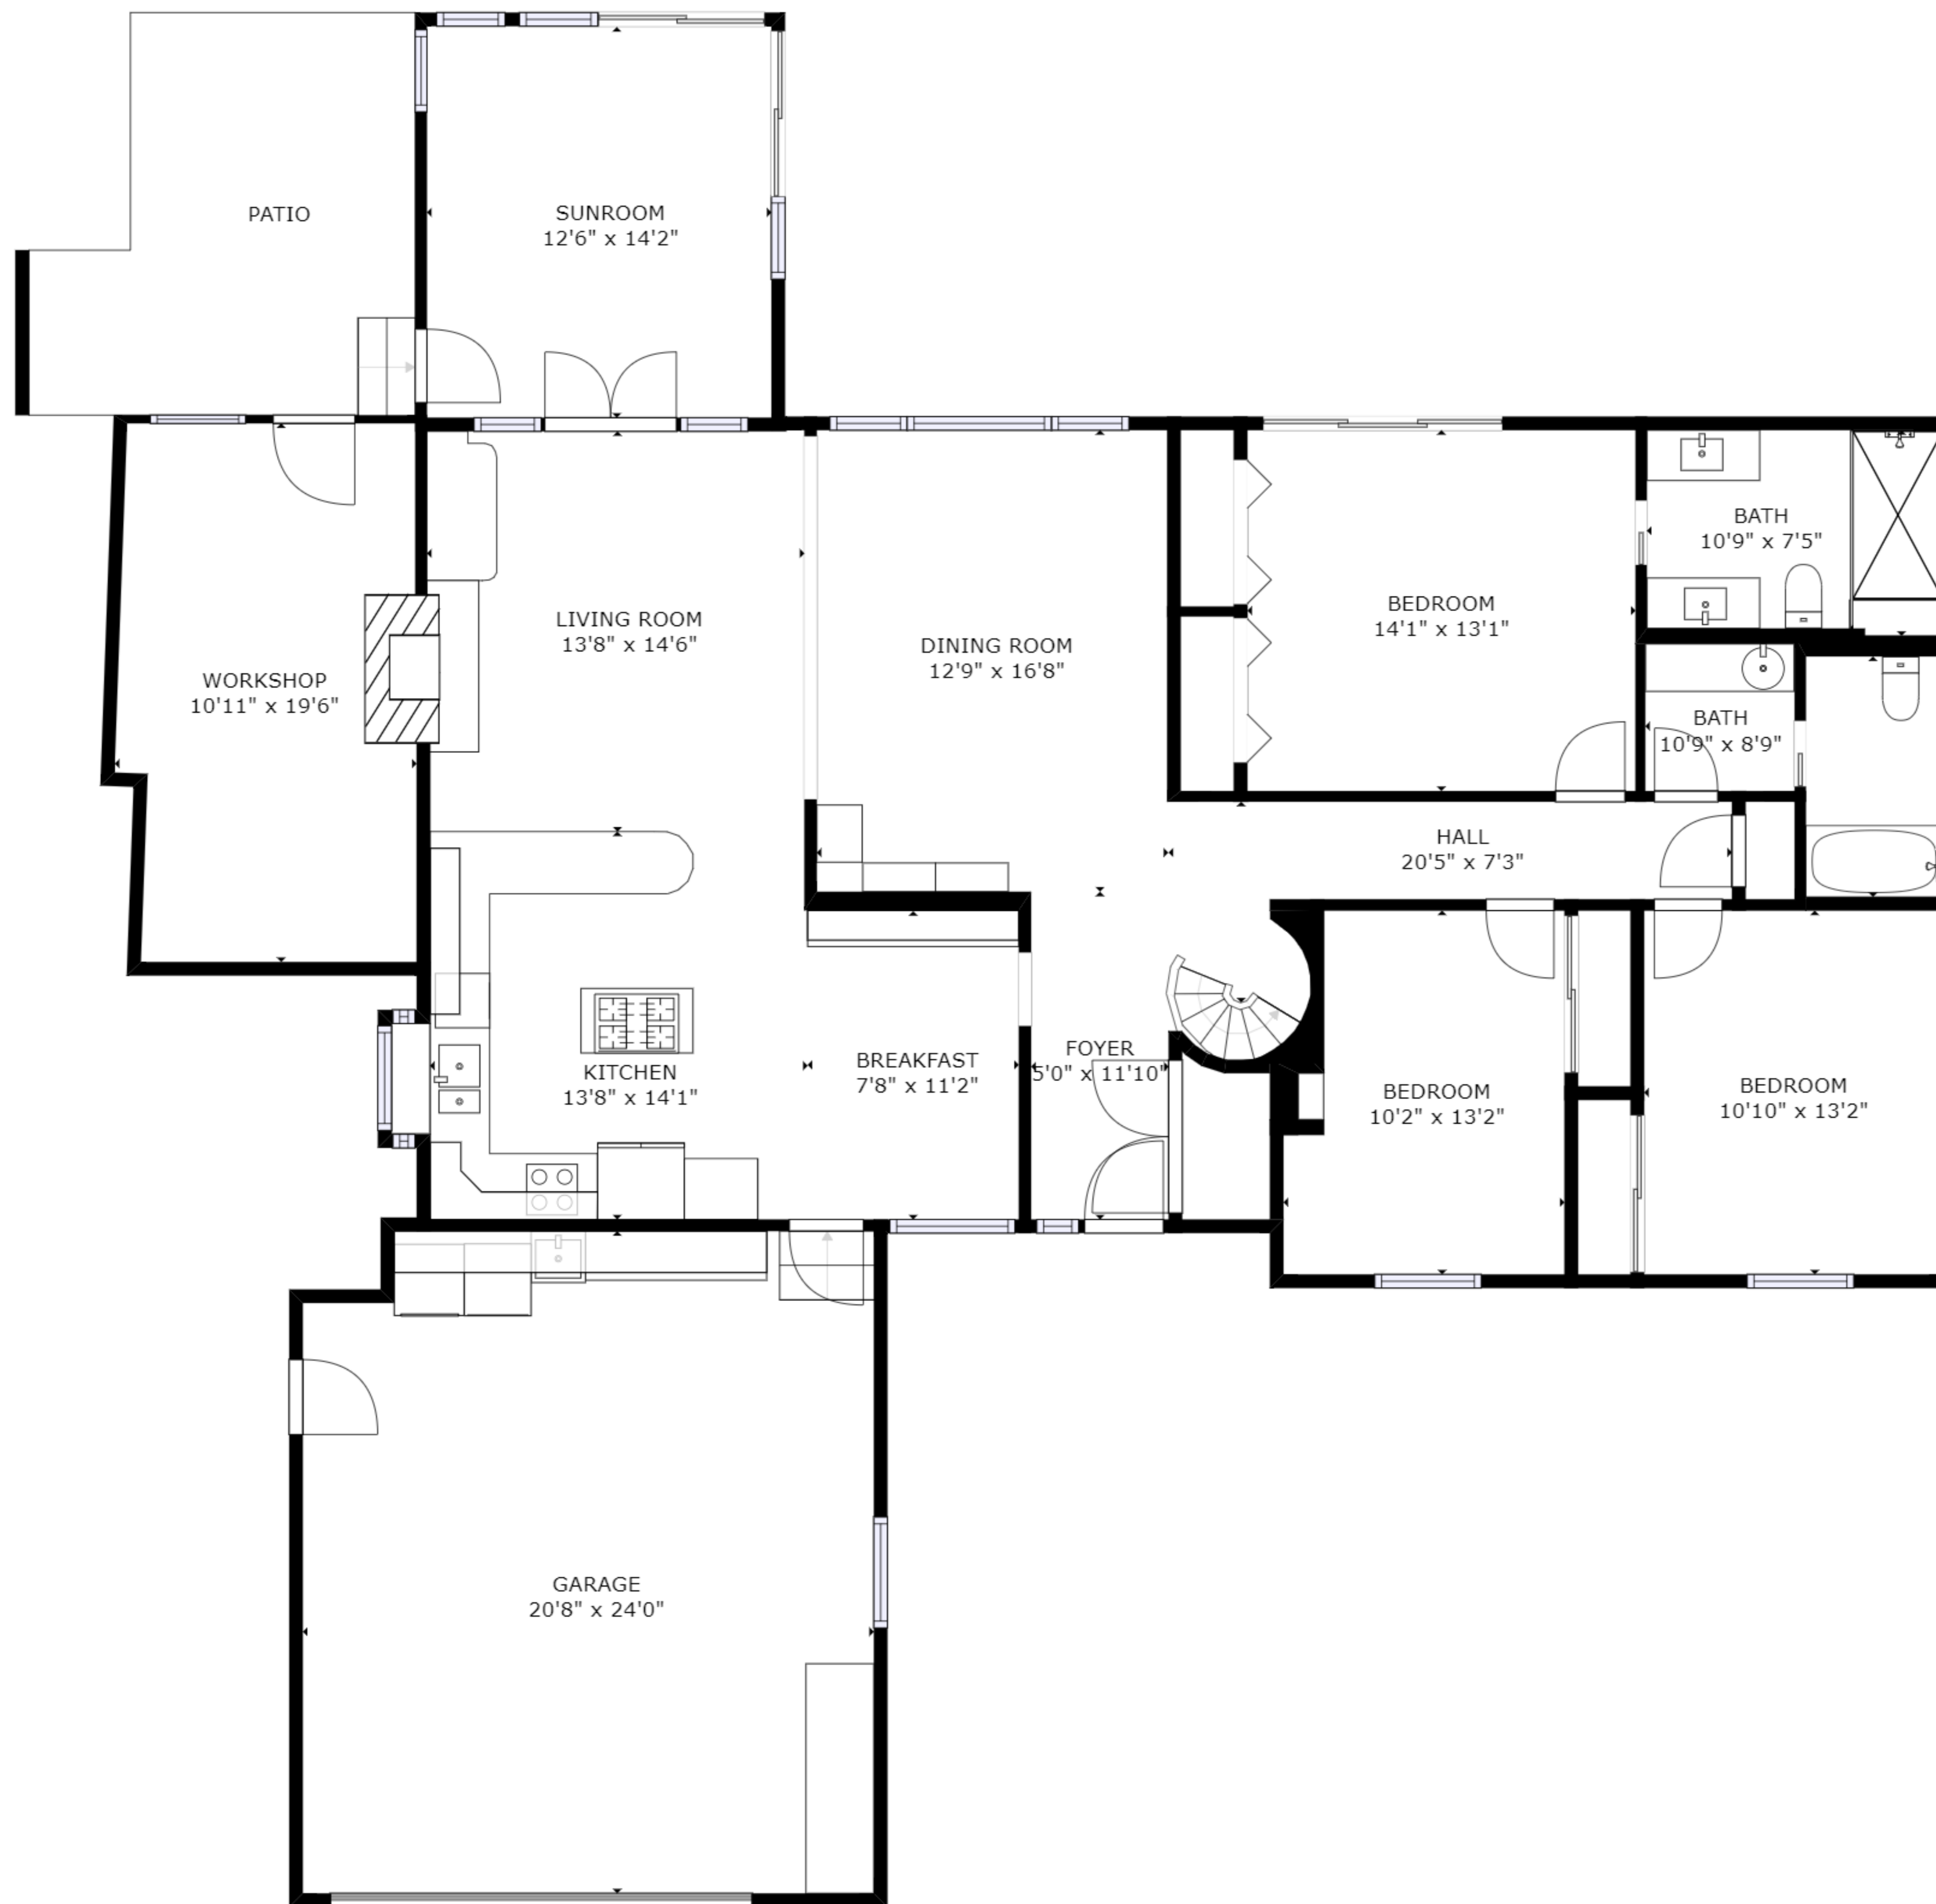 PATIO
SUNROOM
12'6" x 14'2"
BATH
10'9" x 7'5"
BEDROOM
14'1" x 13'1"
LIVING ROOM
13'8" x 14'6"
DINING ROOM
12'9" x 16'8"
WORKSHOP
10'11" x 19'6"
BATH
10'9" x 8'9"
HALL
20'5" x 7'3"
KITCHEN
13'8" x 14'1"
BREAKFAST
7'8" x 11'2"
FOYER
5'0" x 11'10"
BEDROOM
10'2" x 13'2"
BEDROOM
10'10" x 13'2"
GARAGE
20'8" x 24'0"